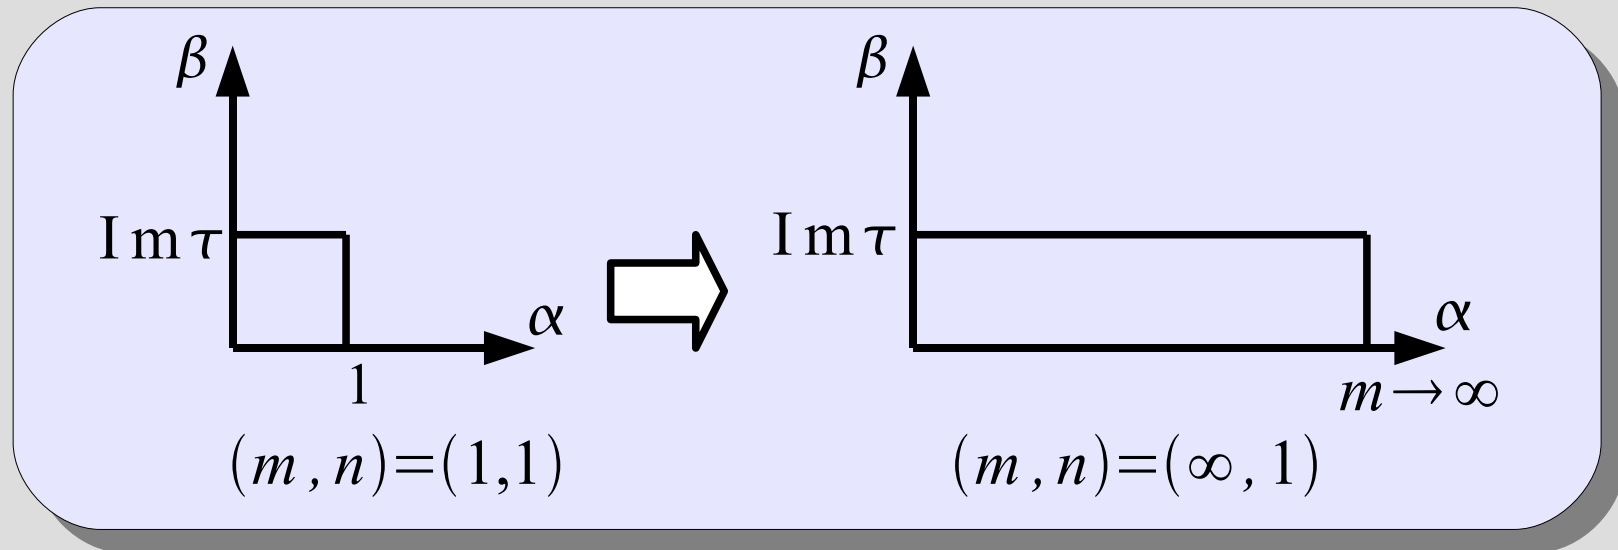 β
Im τ
α
1
(m, n)=(1,1)
β
Im τ
α
m→∞
(m, n)=(∞, 1)